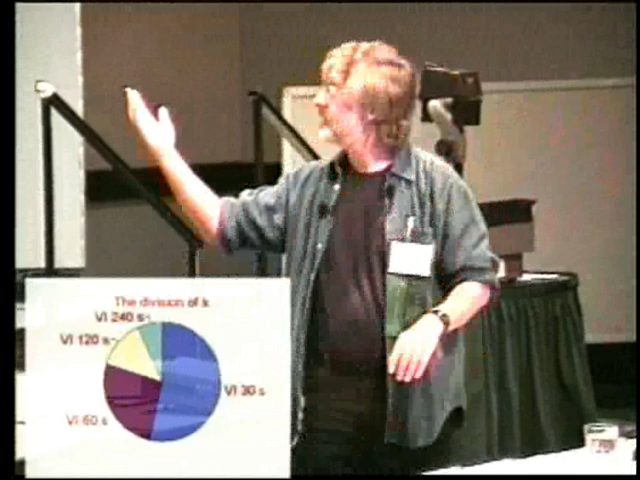 The division of k
VI 240 s
VI 120 s
VI 30 s
VI 60 s